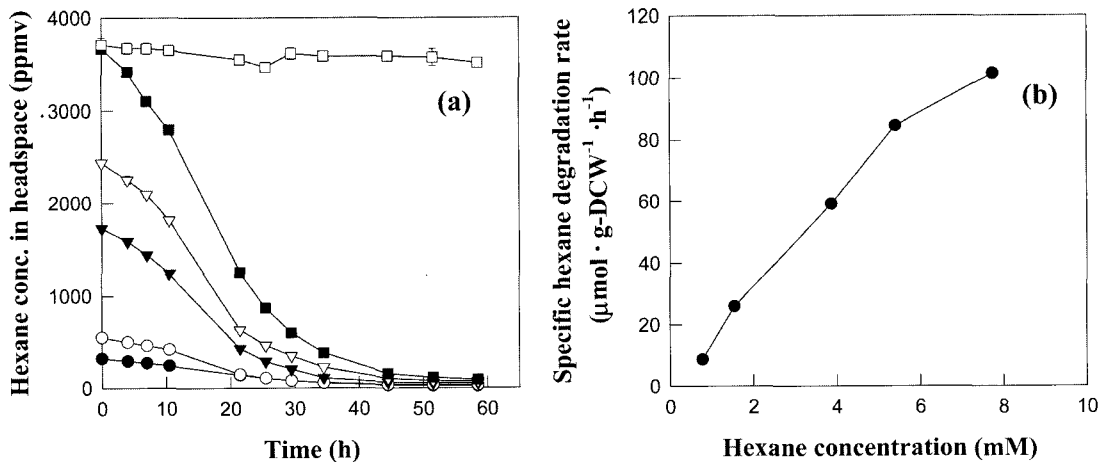 Hexane conc. in headspace (ppmv)
4000
.3000
2000
1000
0
(a)
0 10 20 30 40 50 60
Time (h)
Specific hexane degradation rate
(μmol · g-DCW⁻¹ ·h⁻¹)
120
100
80
60
40
20
0
(b)
0 2 4 6 8 10
Hexane concentration (mM)